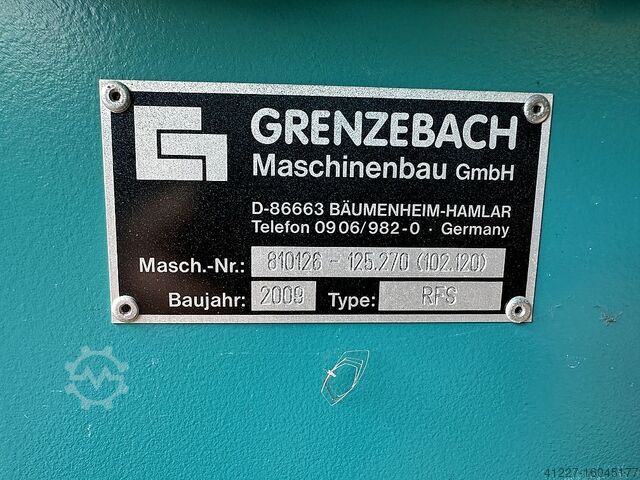 GRENZEBACH
Maschinenbau GmbH
D-86663 BÄUMENHEIM-HAMLAR
Telefon 09 06/982-0 · Germany
Masch.-Nr.: 810126 - 125.270 (102.120)
Baujahr: 2009 Type: RFS
41227-16045177